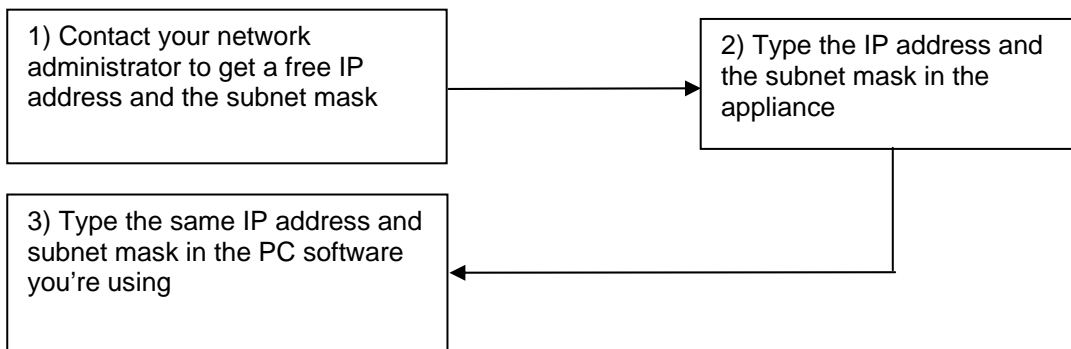 1) Contact your network
administrator to get a free IP
address and the subnet mask
2) Type the IP address and
the subnet mask in the
appliance
3) Type the same IP address and
subnet mask in the PC software
you’re using